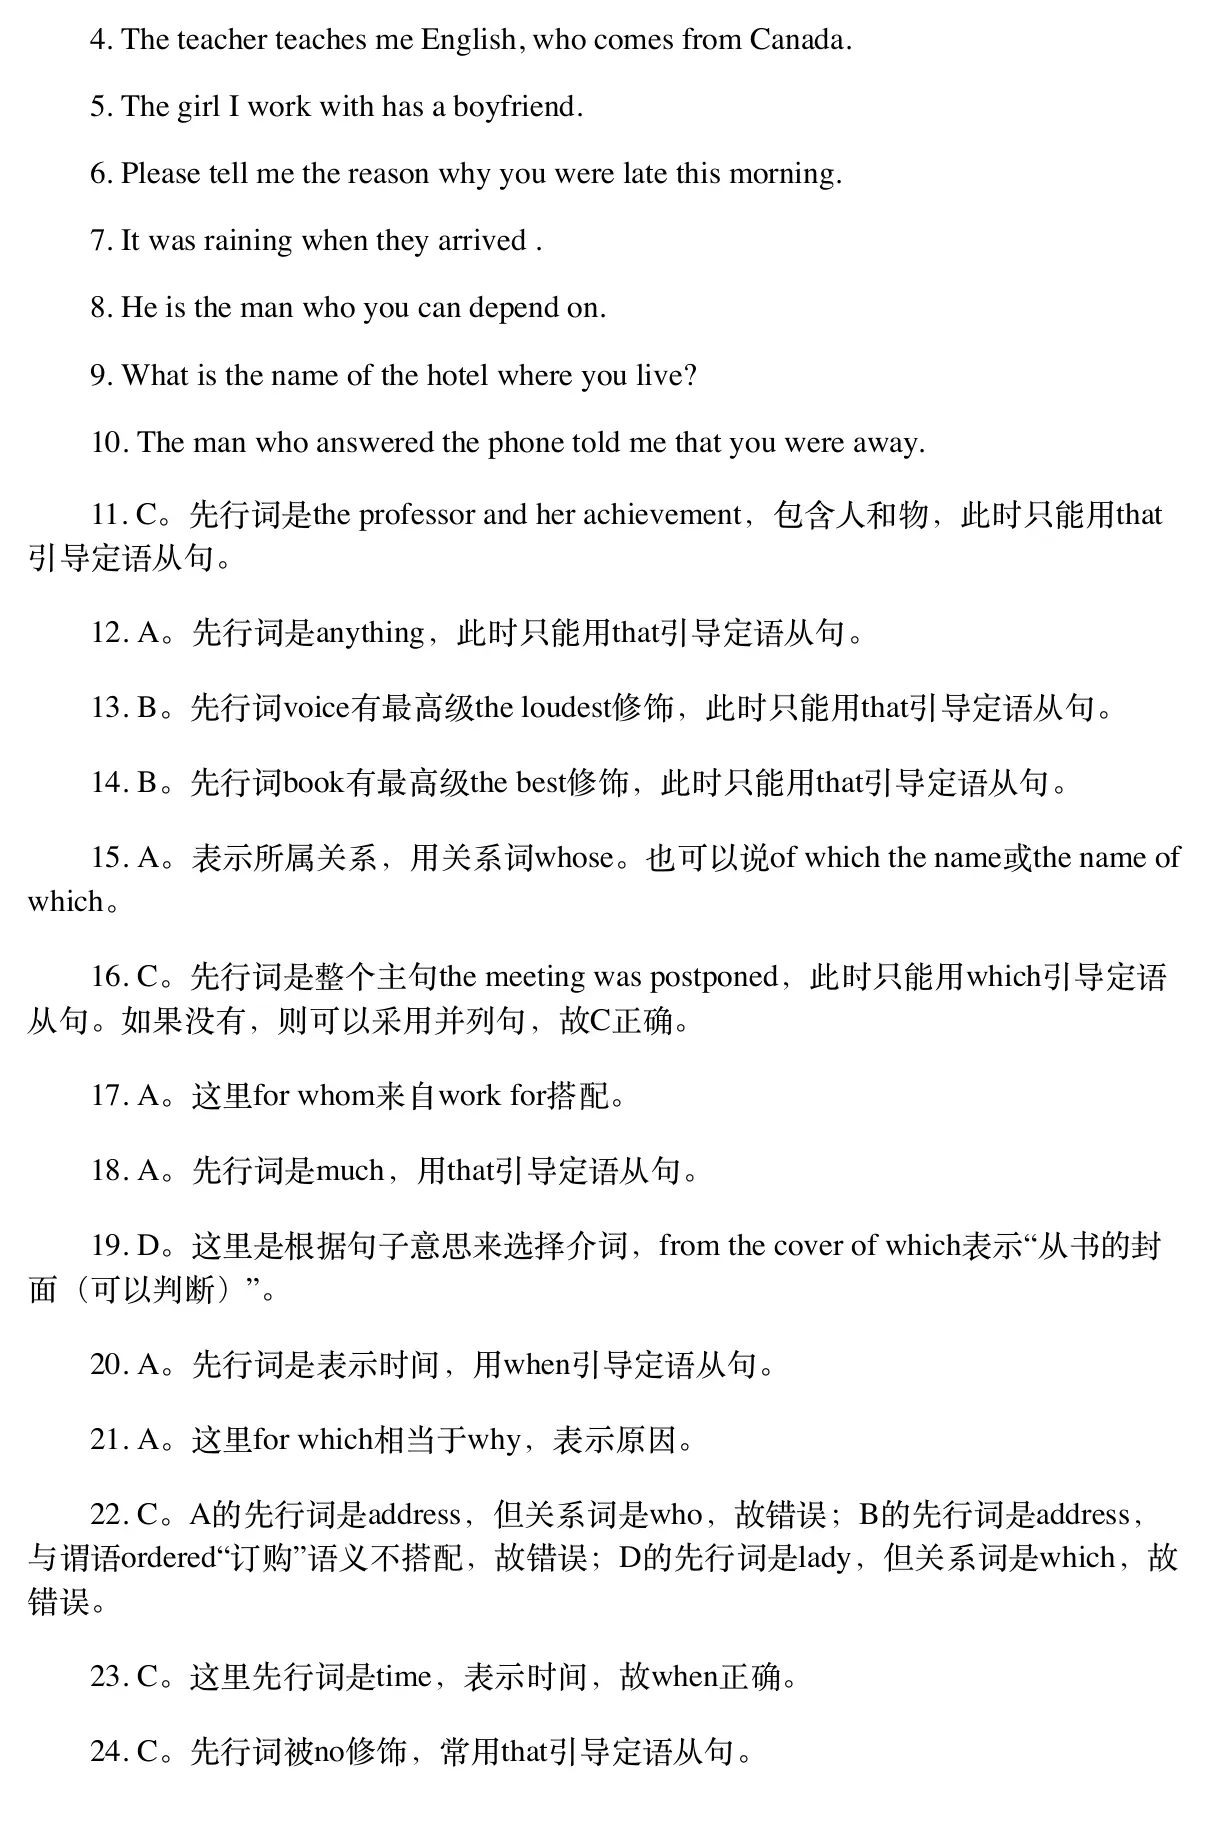 4. The teacher teaches me English, who comes from Canada.
5. The girl I work with has a boyfriend.
6. Please tell me the reason why you were late this morning.
7. It was raining when they arrived .
8. He is the man who you can depend on.
9. What is the name of the hotel where you live?
10. The man who answered the phone told me that you were away.
11. C。先行词是the professor and her achievement，包含人和物，此时只能用that
引导定语从句。
12. A。先行词是anything，此时只能用that引导定语从句。
13. B。先行词voice有最高级the loudest修饰，此时只能用that引导定语从句。
14. B。先行词book有最高级the best修饰，此时只能用that引导定语从句。
15. A。表示所属关系，用关系词whose。也可以说of which the name或the name of
which。
16. C。先行词是整个主句the meeting was postponed，此时只能用which引导定语
从句。如果没有，则可以采用并列句，故C正确。
17. A。这里for whom来自work for搭配。
18. A。先行词是much，用that引导定语从句。
19. D。这里是根据句子意思来选择介词，from the cover of which表示“从书的封
面（可以判断）”。
20. A。先行词是表示时间，用when引导定语从句。
21. A。这里for which相当于why，表示原因。
22. C。A的先行词是address，但关系词是who，故错误；B的先行词是address，
与谓语ordered“订购”语义不搭配，故错误；D的先行词是lady，但关系词是which，故
错误。
23. C。这里先行词是time，表示时间，故when正确。
24. C。先行词被no修饰，常用that引导定语从句。